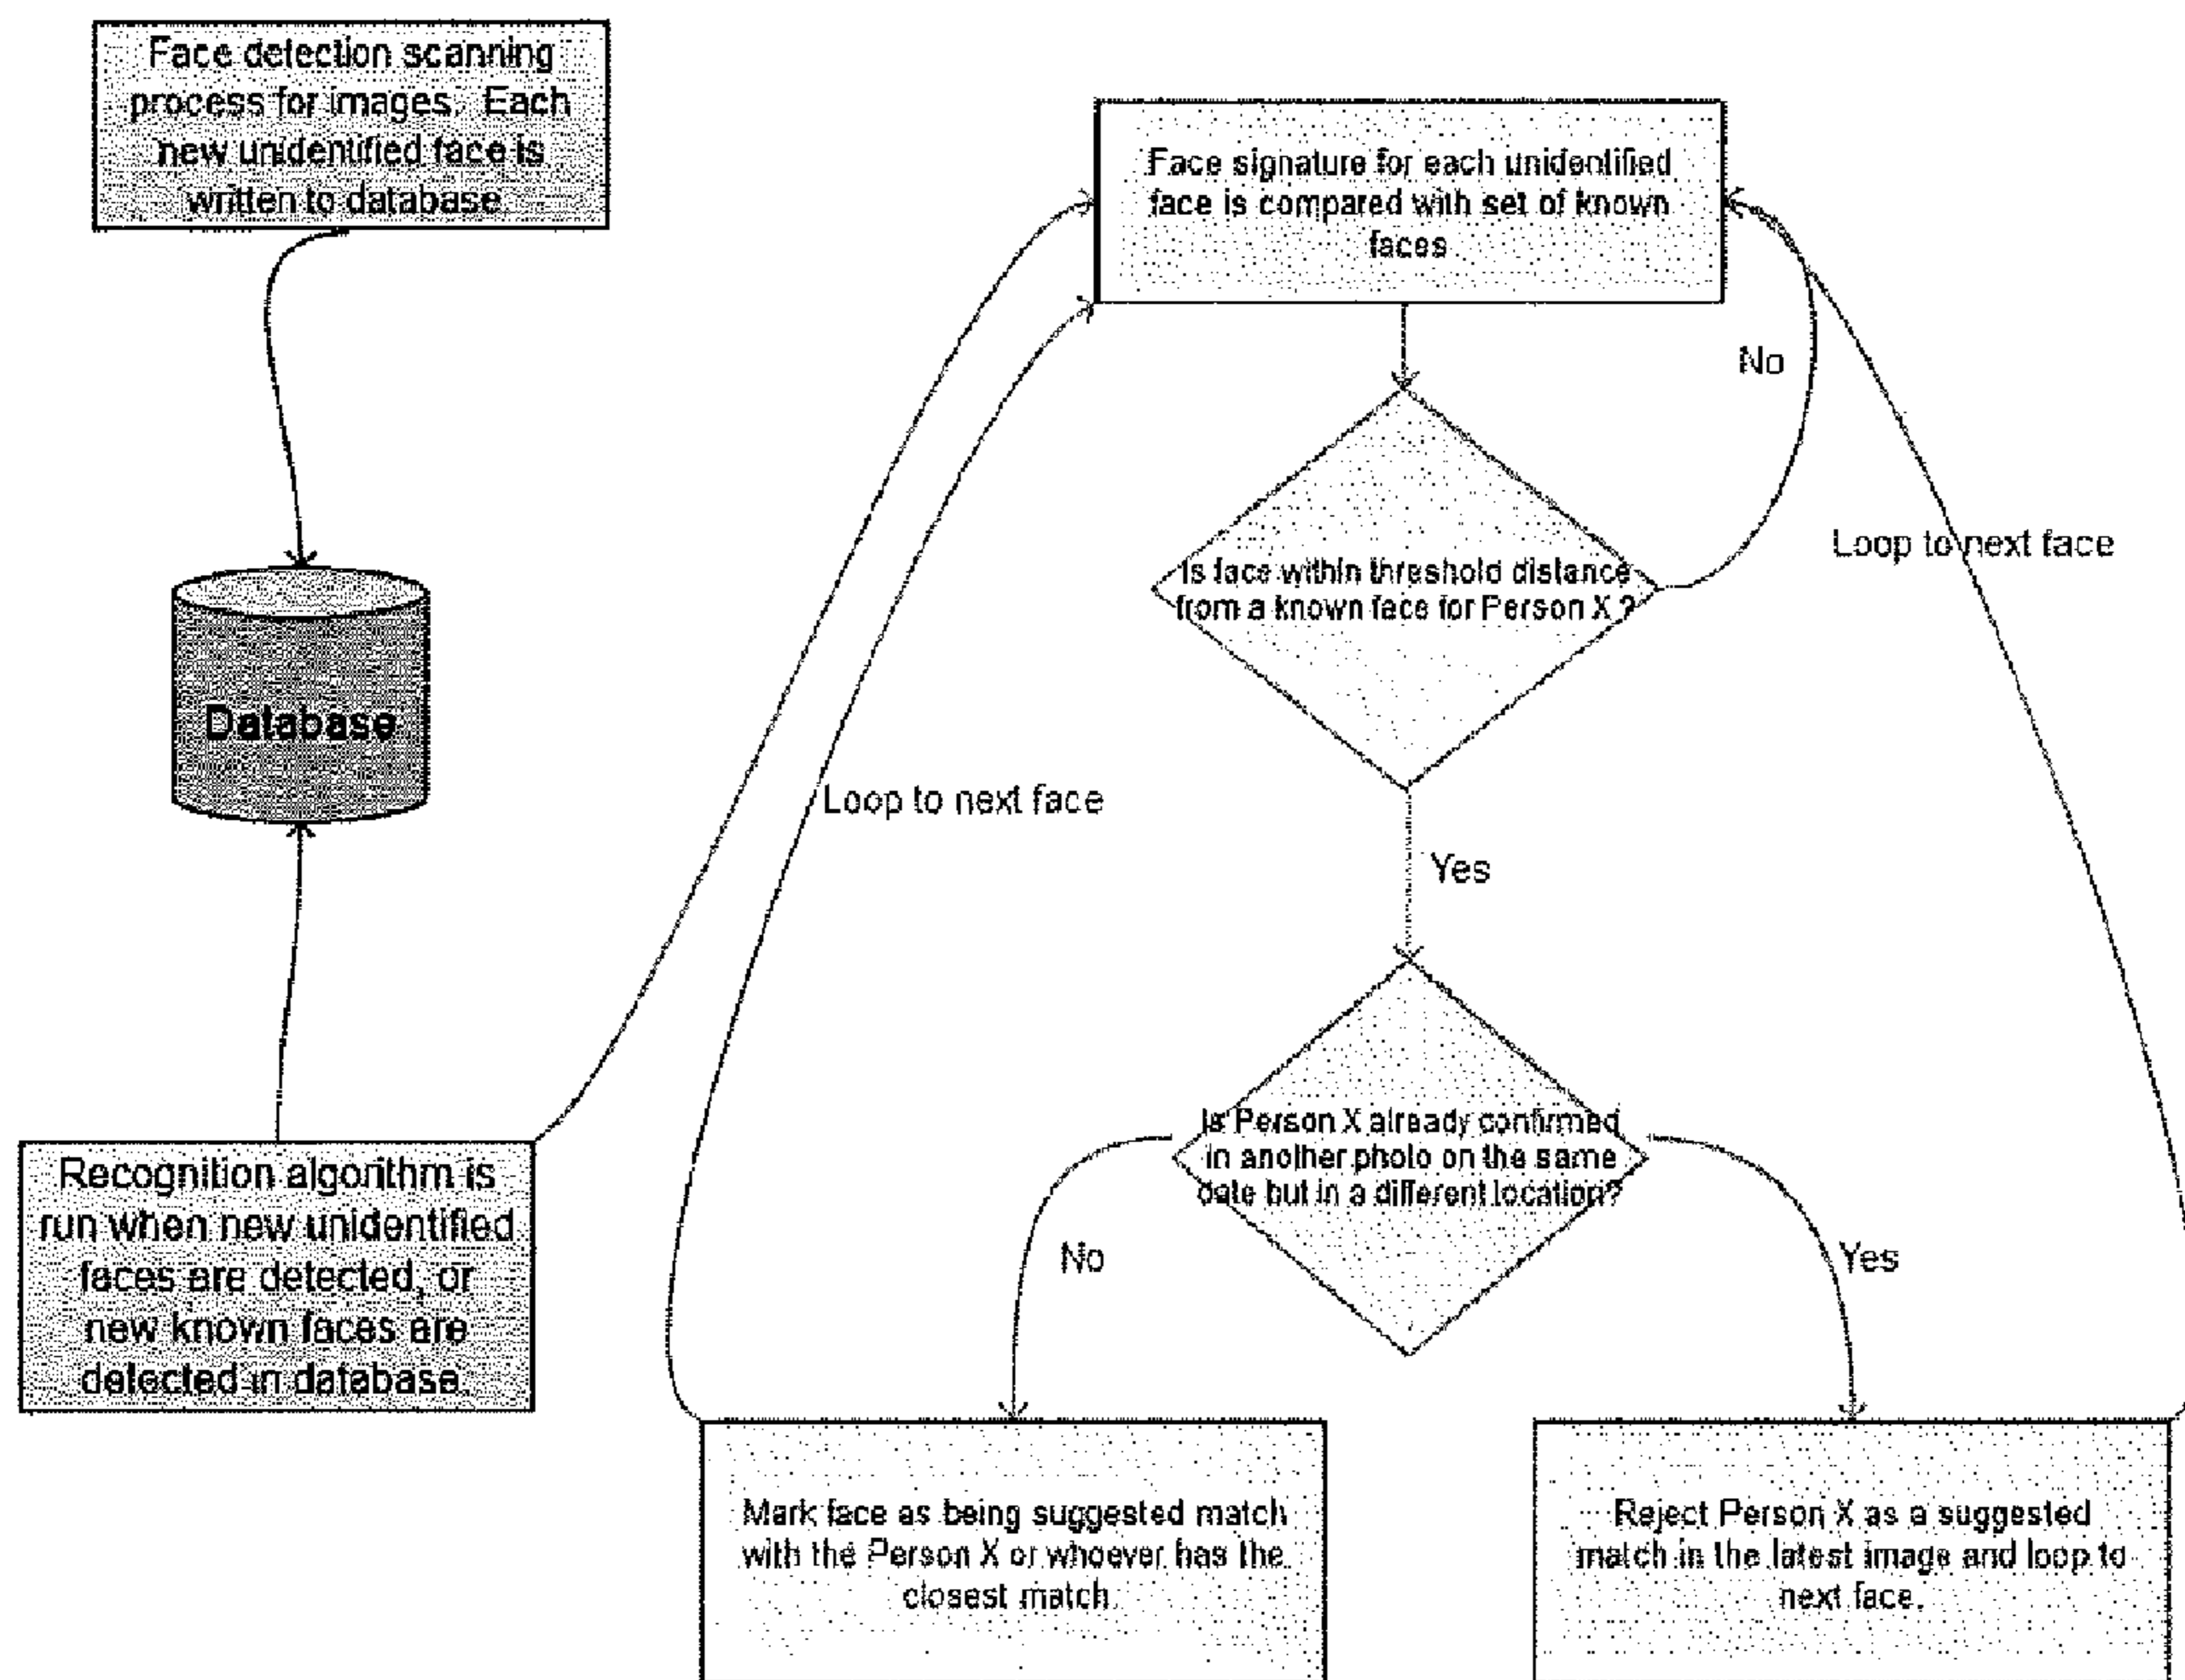 Face detection scanning
process for images. Each
new unidentified face is
written to database
Database
Recognition algorithm is
run when new unidentified
faces are detected, or
new known faces are
detected in database.
Face signature for each unidentified
face is compared with set of known
faces
No
Is face within threshold distance
from a known face for Person X ?
Loop to next face
Loop to next face
Yes
Is Person X already confirmed
in another photo on the same
date but in a different location?
No
Yes
Mark face as being suggested match
with the Person X or whoever has the
closest match.
Reject Person X as a suggested
match in the latest image and loop to
next face.